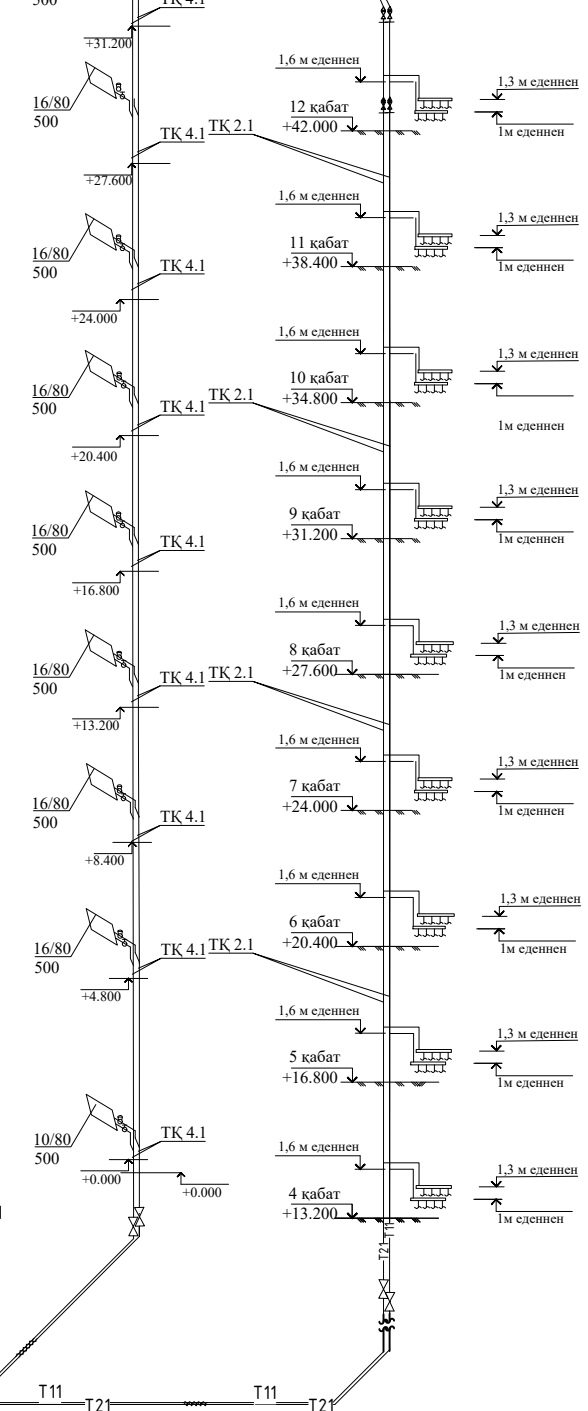 500
ТҚ 4.1
+31.200
16/80
500
ТҚ 4.1
+27.600
16/80
500
ТҚ 4.1
+24.000
16/80
500
ТҚ 4.1
+20.400
16/80
500
ТҚ 4.1
+16.800
16/80
500
ТҚ 4.1
+13.200
16/80
500
ТҚ 4.1
+8.400
16/80
500
ТҚ 4.1
+4.800
10/80
500
ТҚ 4.1
+0.000
+0.000
1,6 м еденнен
12 қабат
+42.000
1,3 м еденнен
1м еденнен
ТҚ 2.1
1,6 м еденнен
11 қабат
+38.400
1,3 м еденнен
1м еденнен
1,6 м еденнен
10 қабат
+34.800
1,3 м еденнен
1м еденнен
ТҚ 2.1
1,6 м еденнен
9 қабат
+31.200
1,3 м еденнен
1м еденнен
1,6 м еденнен
8 қабат
+27.600
1,3 м еденнен
1м еденнен
ТҚ 2.1
1,6 м еденнен
7 қабат
+24.000
1,3 м еденнен
1м еденнен
1,6 м еденнен
6 қабат
+20.400
1,3 м еденнен
1м еденнен
ТҚ 2.1
1,6 м еденнен
5 қабат
+16.800
1,3 м еденнен
1м еденнен
1,6 м еденнен
4 қабат
+13.200
1,3 м еденнен
1м еденнен
T21
T11
T11
T21
T11
T21